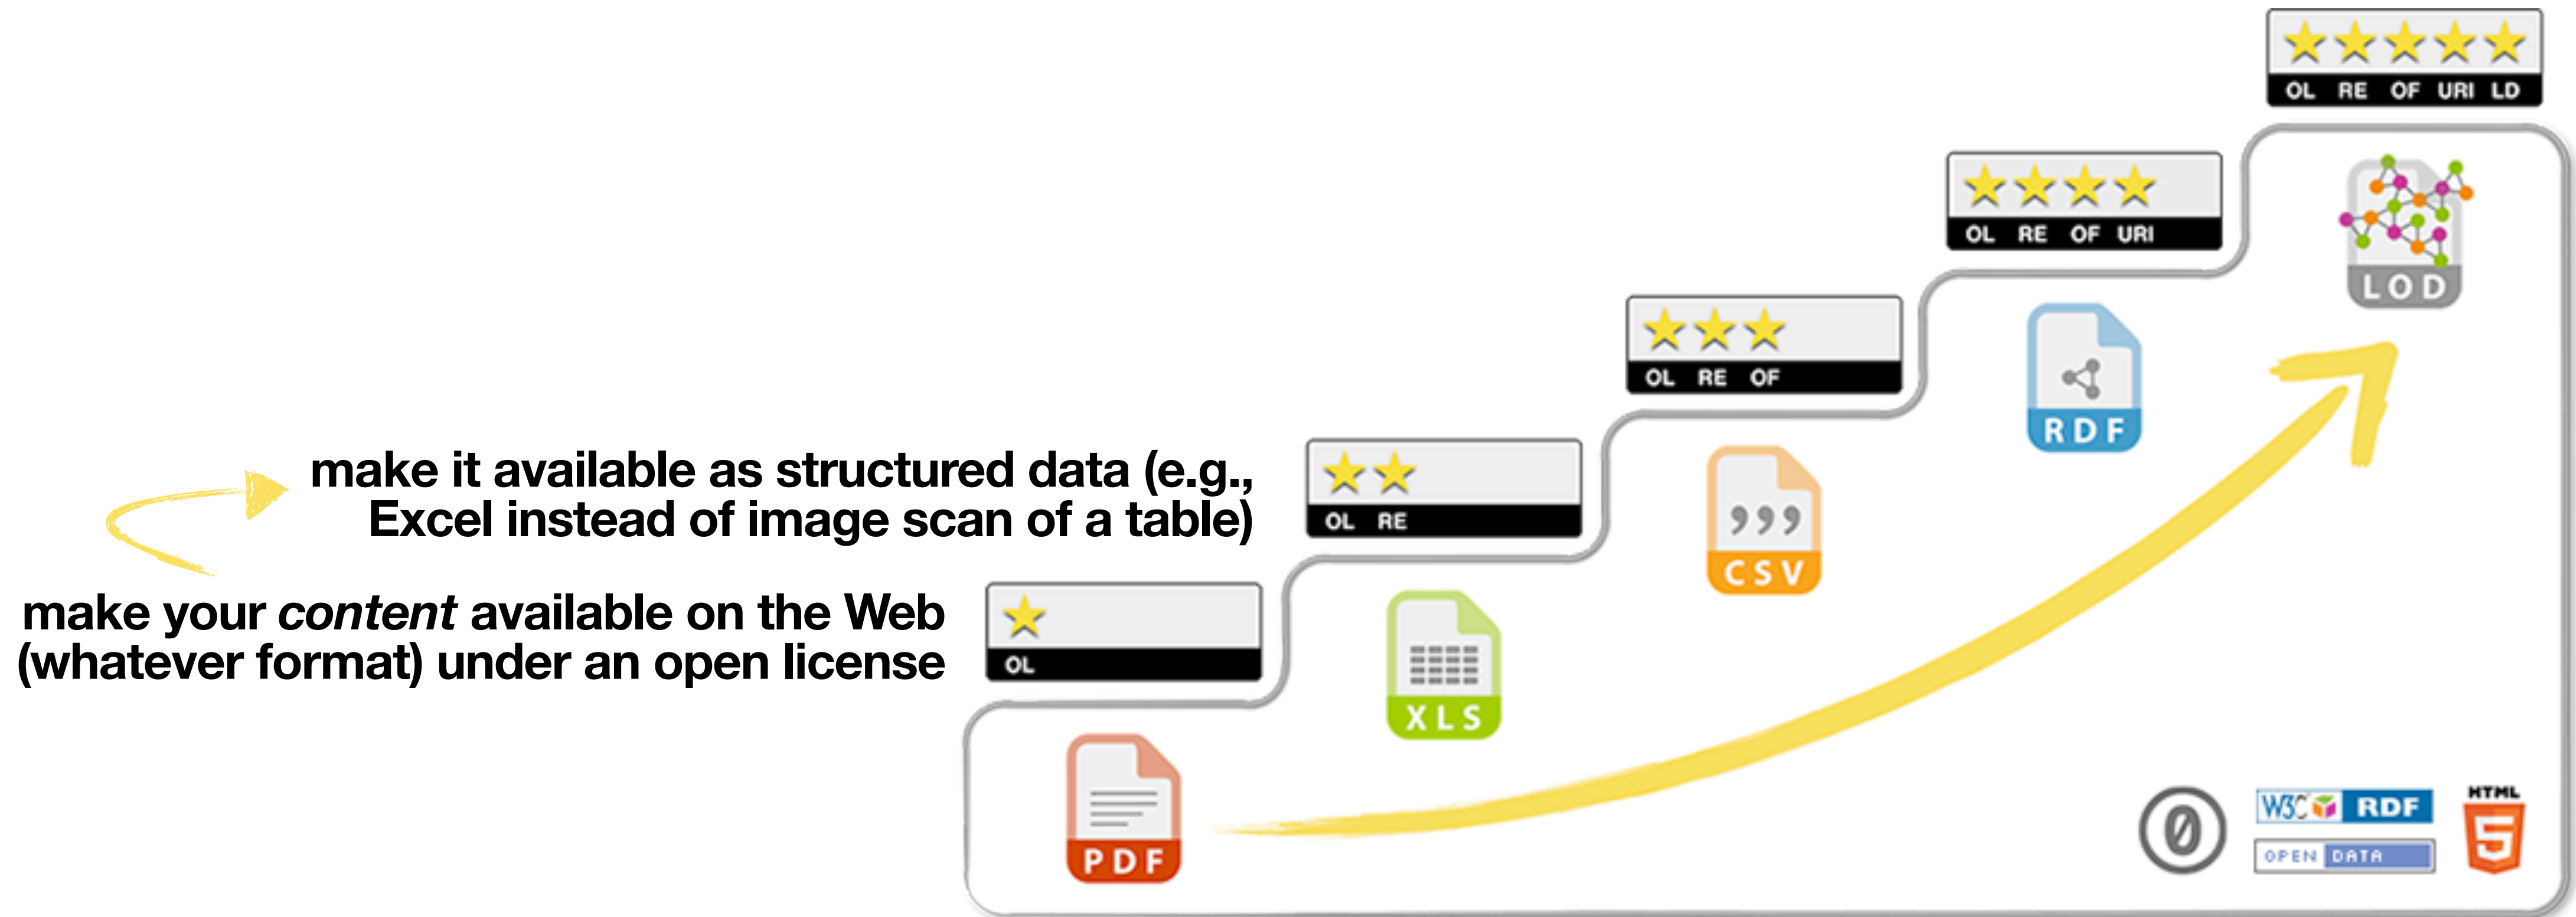 OL RE OF URI LD
LOD
OL RE OF URI
RDF
OL RE OF
CSV
make it available as structured data (e.g.,
Excel instead of image scan of a table)
OL RE
XLS
make your content available on the Web
(whatever format) under an open license
OL
PDF
0
W3C RDF
OPEN DATA
HTML
5